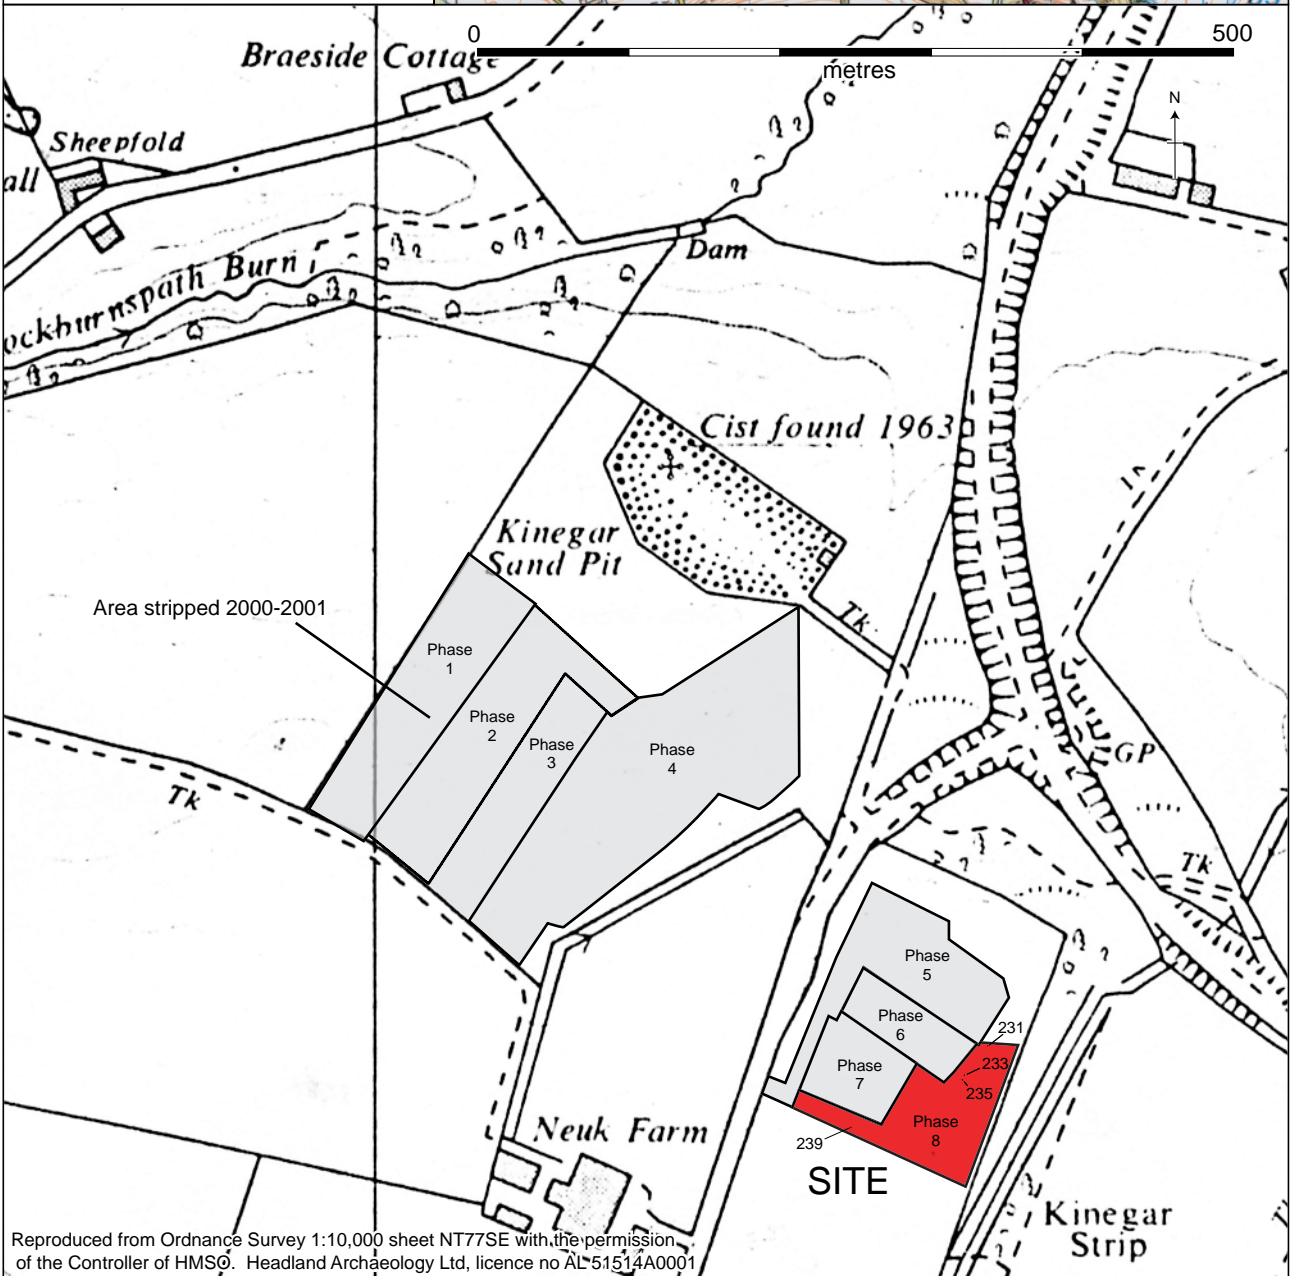 0
500
metres
Braeside Cottage
N
Sheepfold
all
Dam
ockburnspath Burn
Cist found 1963
Kinegar
Sand Pit
Area stripped 2000-2001
Tk
Phase
1
Phase
2
Phase
3
Phase
4
GP
Tk
Tk
Phase
5
Phase
6
Phase
7
231
233
235
Phase
8
239
Neuk Farm
SITE
Kinegar
Strip
Reproduced from Ordnance Survey 1:10,000 sheet NT77SE with the permission
of the Controller of HMSO. Headland Archaeology Ltd, licence no AL 51514A0001